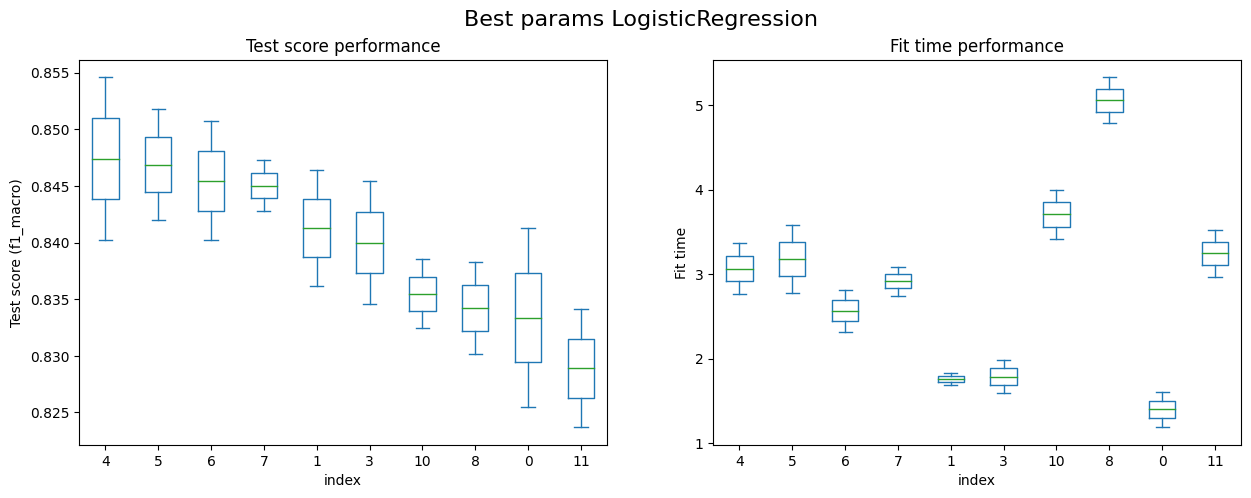 Best params LogisticRegression
Test score performance
Test score (f1_macro)
0.855
0.850
0.845
0.840
0.835
0.830
0.825
4 5 6 7 1 3 10 8 0 11
index
Fit time performance
Fit time
5
4
3
2
1
4 5 6 7 1 3 10 8 0 11
index